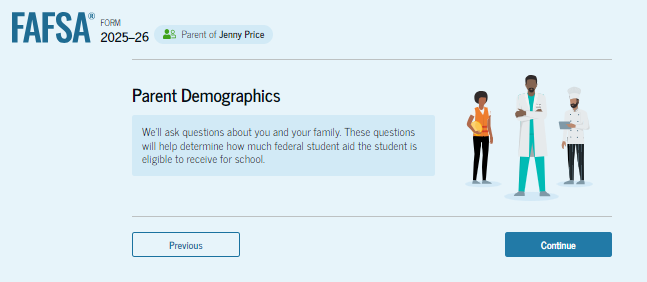 FAFSA® FORM
2025–26
Parent of Jenny Price
Parent Demographics
We'll ask questions about you and your family. These questions
will help determine how much federal student aid the student is
eligible to receive for school.
Previous
Continue